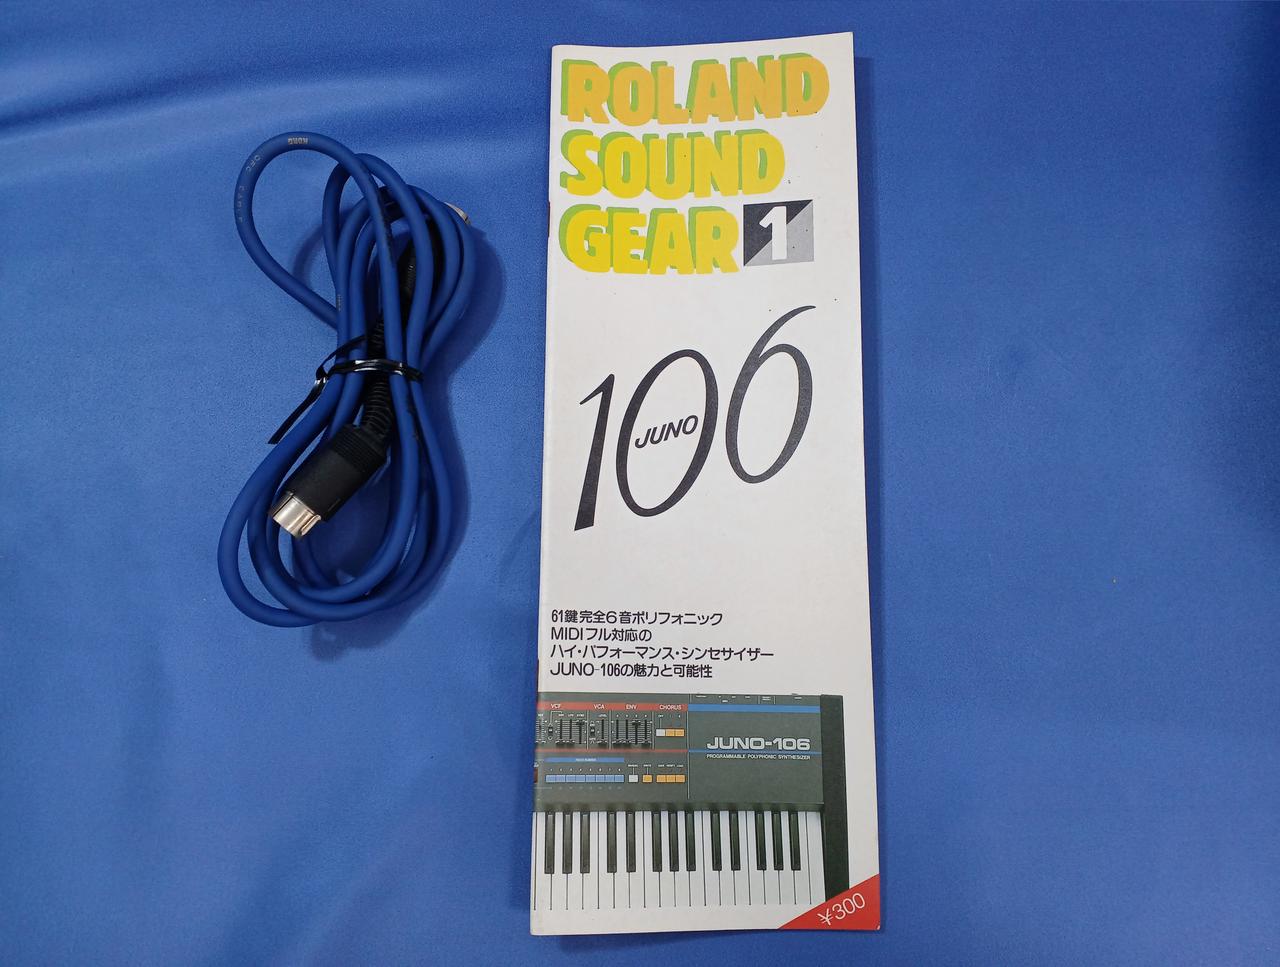 ROLAND
SOUND
GEAR 1
106
JUNO
61鍵完全6音ポリフォニック
MIDIフル対応の
ハイ・パフォーマンス・シンセサイザー
JUNO-106の魅力と可能性
VCF VCA ENV CHORUS
JUNO-106
PROGRAMMABLE POLYPHONIC SYNTHESIZER
¥300
KORG
OFC CABLE